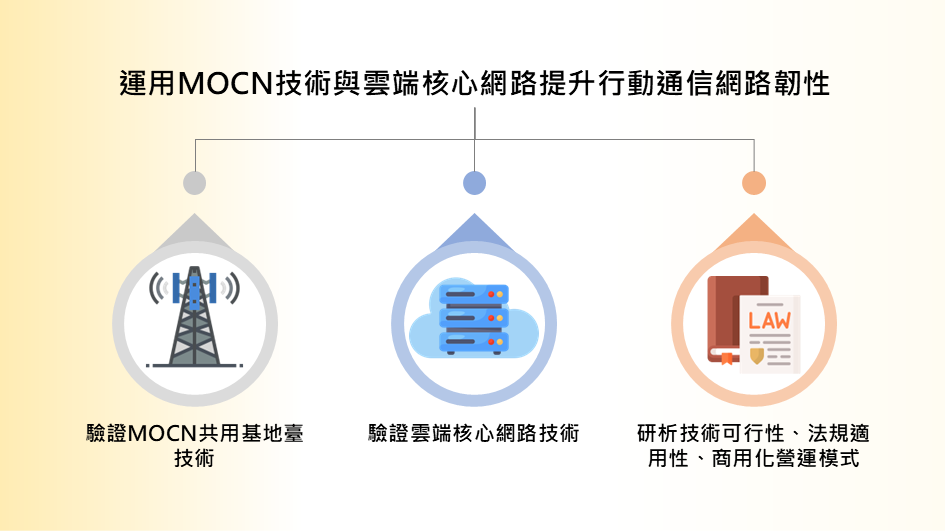 運用MOCN技術與雲端核心網路提升行動通信網路韌性
LAW
驗證MOCN共用基地臺
技術
驗證雲端核心網路技術
研析技術可行性、法規適
用性、商用化營運模式